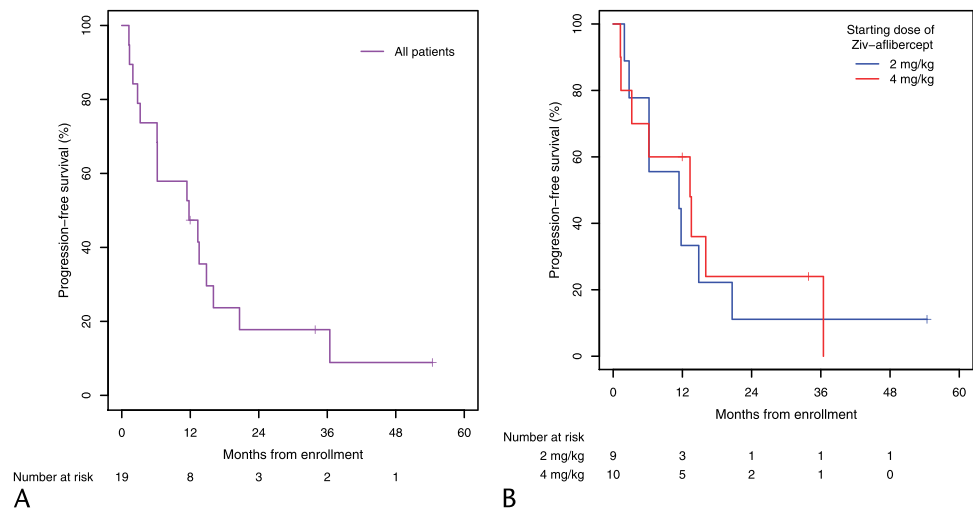 All patients
Progression−free survival (%)
100
80
60
40
20
0
0 12 24 36 48 60
Months from enrollment
Number at risk 19 8 3 2 1
A
Starting dose of
Ziv−aflibercept
2 mg/kg
4 mg/kg
Progression−free survival (%)
100
80
60
40
20
0
0 12 24 36 48 60
Months from enrollment
Number at risk
2 mg/kg 9 3 1 1 1
4 mg/kg 10 5 2 1 0
B